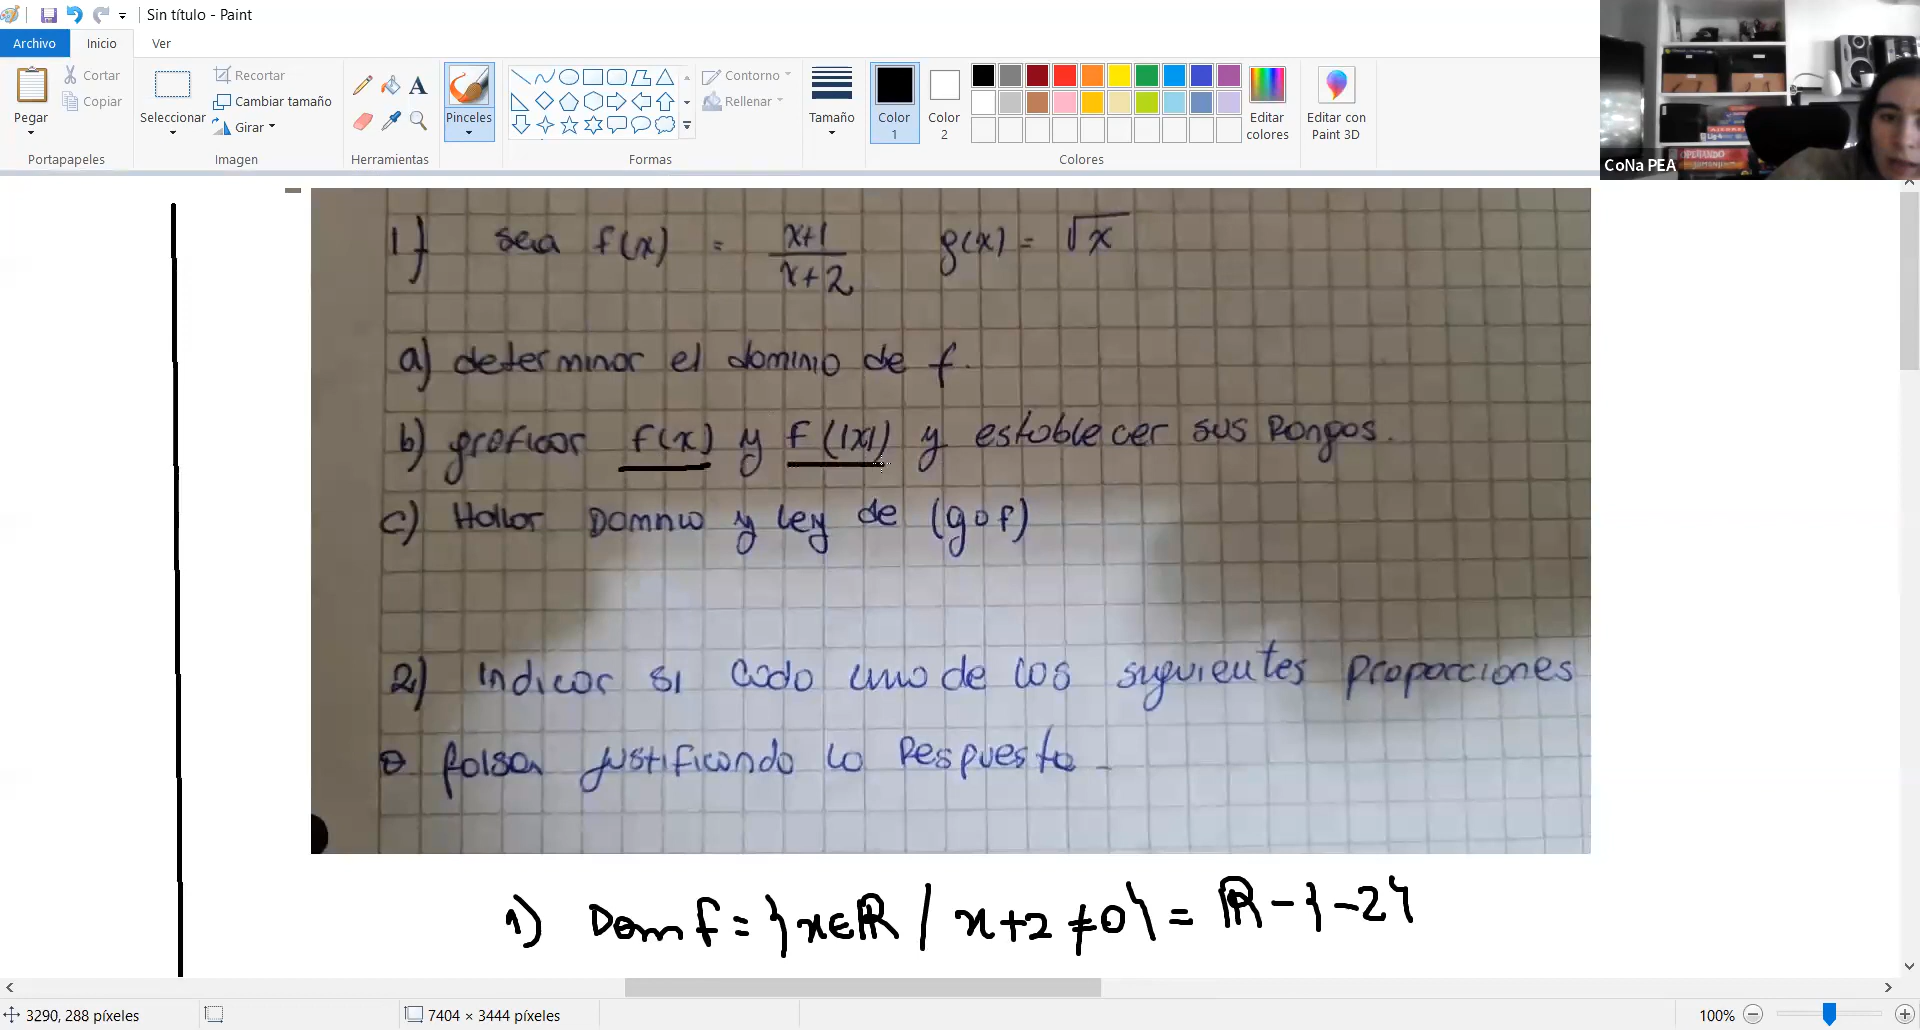 Sin título - Paint
Archivo Inicio Ver
Pegar
Cortar
Copiar
Portapapeles
Seleccionar
Recortar
Cambiar tamaño
Girar
Imagen
Herramientas
Pinceles
Contorno
Rellenar
Formas
Tamaño
Color 1
Color 2
Editar colores
Colores
Editar con Paint 3D
CoNa PEA
1) sea f(x) = x+1 / x+2 g(x) = √x
a) determinar el dominio de f.
b) graficar f(x) y f(|x|) y establecer sus Rangos.
c) Hallar Domnio y Ley de (gof)
2) indicar si cada uno de las siguientes proporciones
o falsa justificando la Respuesta -
1) Dom f = {x∈ℝ / x+2 ≠ 0} = ℝ - {-2}
3290, 288 píxeles
7404 × 3444 píxeles
100%